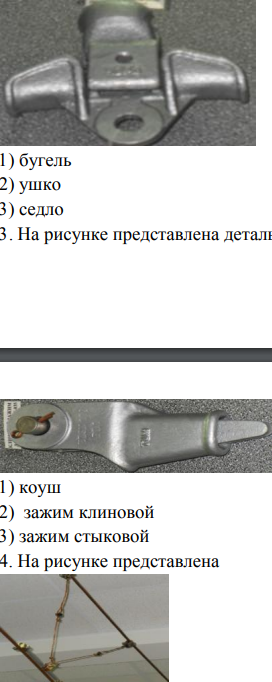 1) бугель
2) ушко
3) седло
3. На рисунке представлена деталь
1) коуш
2) зажим клиновой
3) зажим стыковой
4. На рисунке представлена